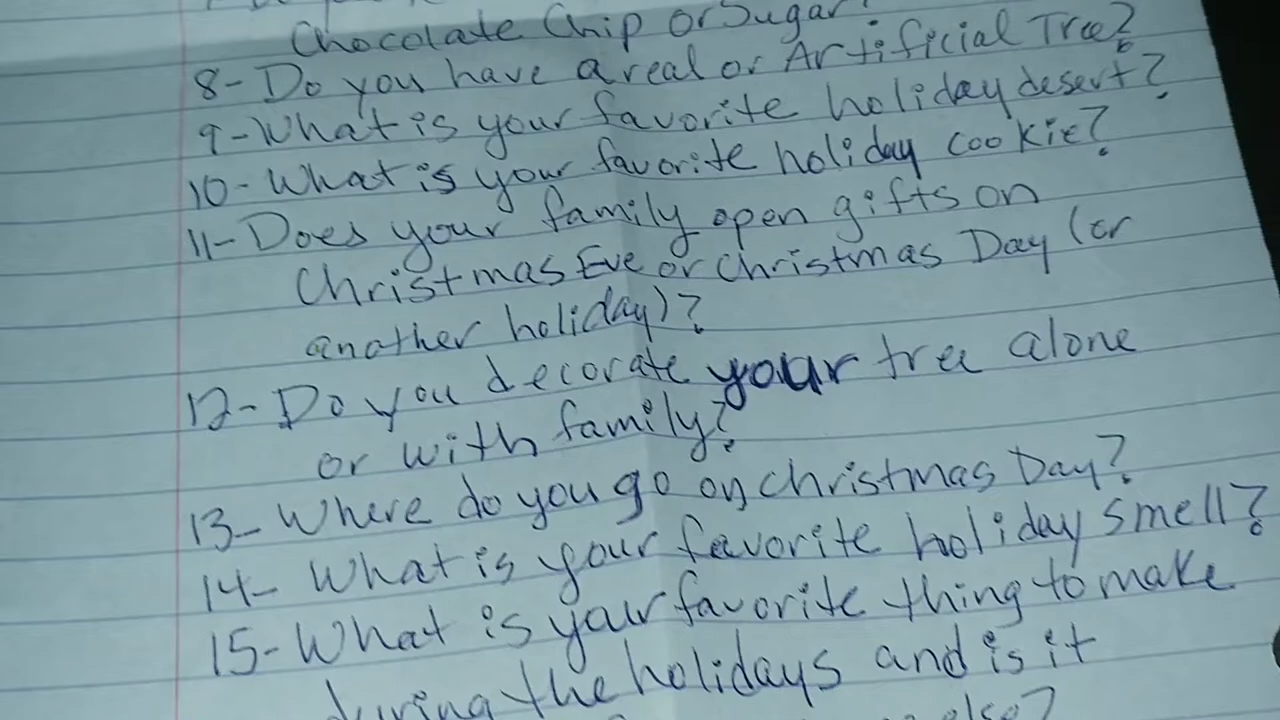 Chocolate Chip or Sugar?
8- Do you have a real or Artificial Tree?
9- What is your favorite holiday desert?
10- What is your favorite holiday cookie?
11- Does your family open gifts on
Christmas Eve or Christmas Day (or
another holiday)?
12- Do you decorate your tree alone
or with family?
13- Where do you go on Christmas Day?
14- What is your favorite holiday smell?
15- What is your favorite thing to make
during the holidays and is it
else?